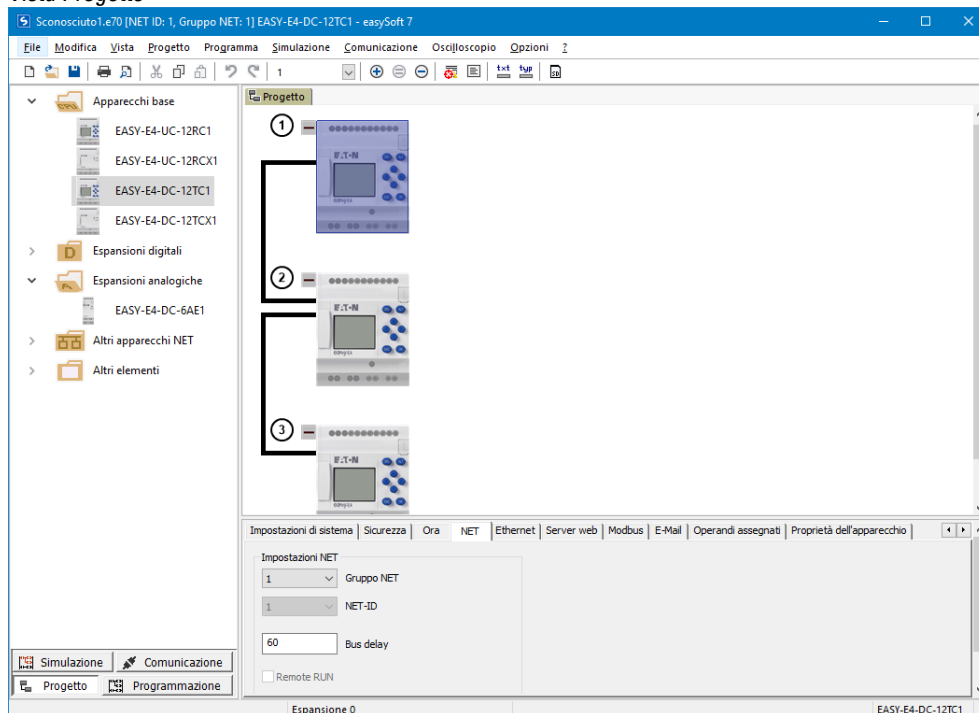 Vista Progetto
Sconosciuto1.e70 [NET ID: 1, Gruppo NET: 1] EASY-E4-DC-12TC1 - easySoft 7
File Modifica Vista Progetto Programma Simulazione Comunicazione Oscilloscopio Opzioni ?
1 txt typ SD
Apparecchi base
EASY-E4-UC-12RC1
EASY-E4-UC-12RCX1
EASY-E4-DC-12TC1
EASY-E4-DC-12TCX1
D Espansioni digitali
Espansioni analogiche
EASY-E4-DC-6AE1
Altri apparecchi NET
Altri elementi
Progetto
1
E.T.N
2
E.T.N
3
E.T.N
Impostazioni di sistema Sicurezza Ora NET Ethernet Server web Modbus E-Mail Operandi assegnati Proprietà dell'apparecchio
Impostazioni NET
1 Gruppo NET
1 NET-ID
60 Bus delay
Remote RUN
Simulazione Comunicazione
Progetto Programmazione
Espansione 0 EASY-E4-DC-12TC1